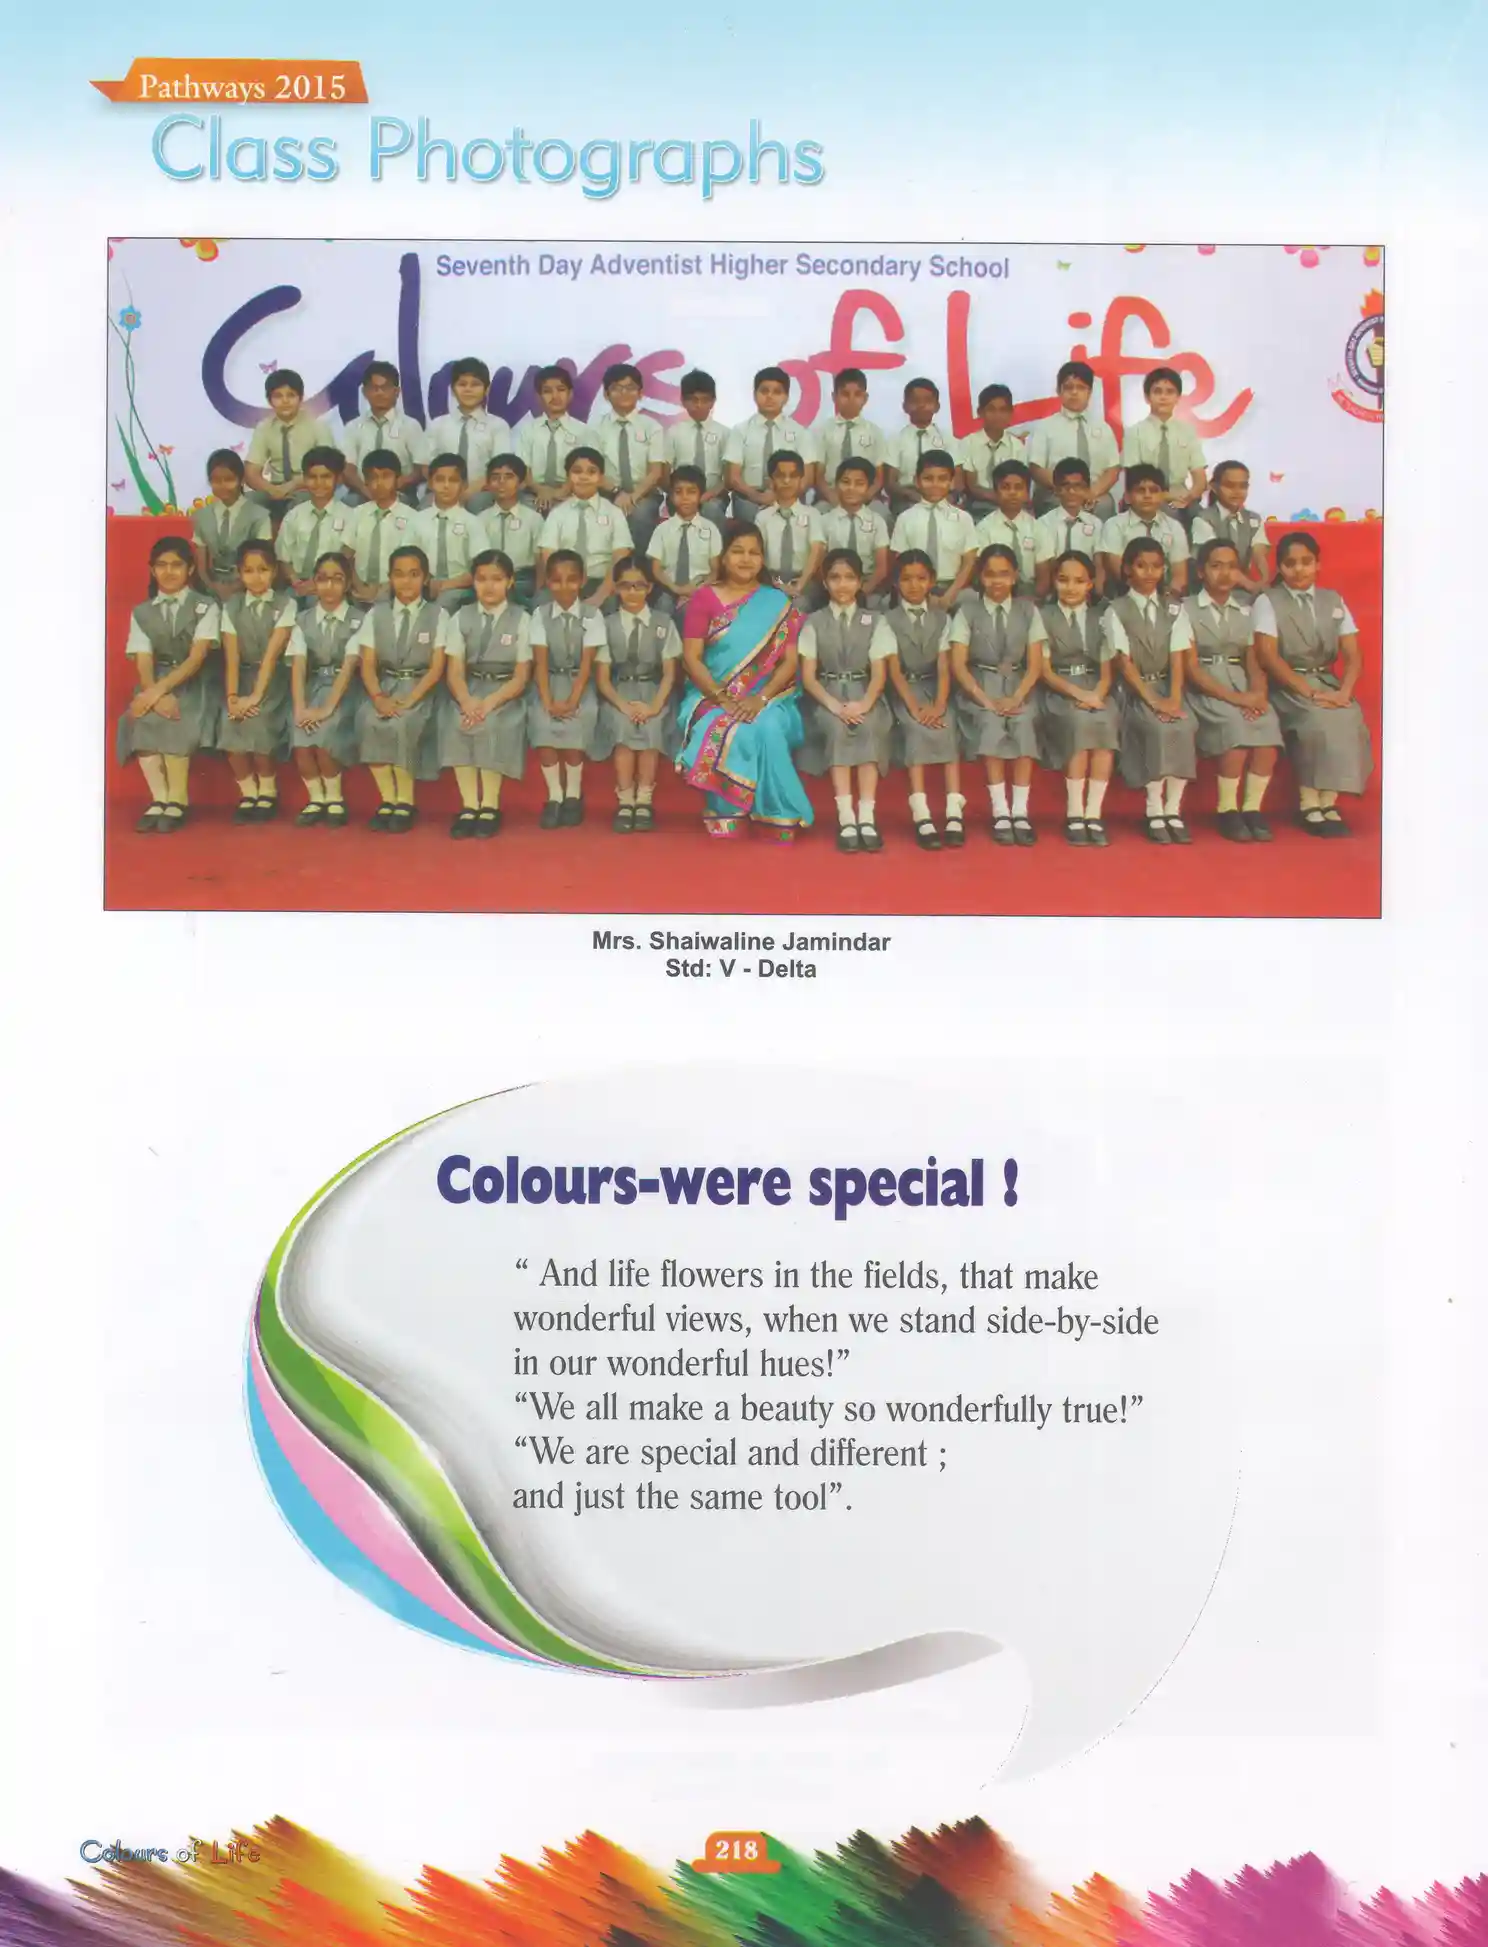 Pathways 2015
Class Photographs
Seventh Day Adventist Higher Secondary School
Colours of Life
Mrs. Shaiwaline Jamindar
Std: V - Delta
Colours-were special !
“ And life flowers in the fields, that make
wonderful views, when we stand side-by-side
in our wonderful hues!”
“We all make a beauty so wonderfully true!”
“We are special and different ;
and just the same tool”.
Colours of Life
218